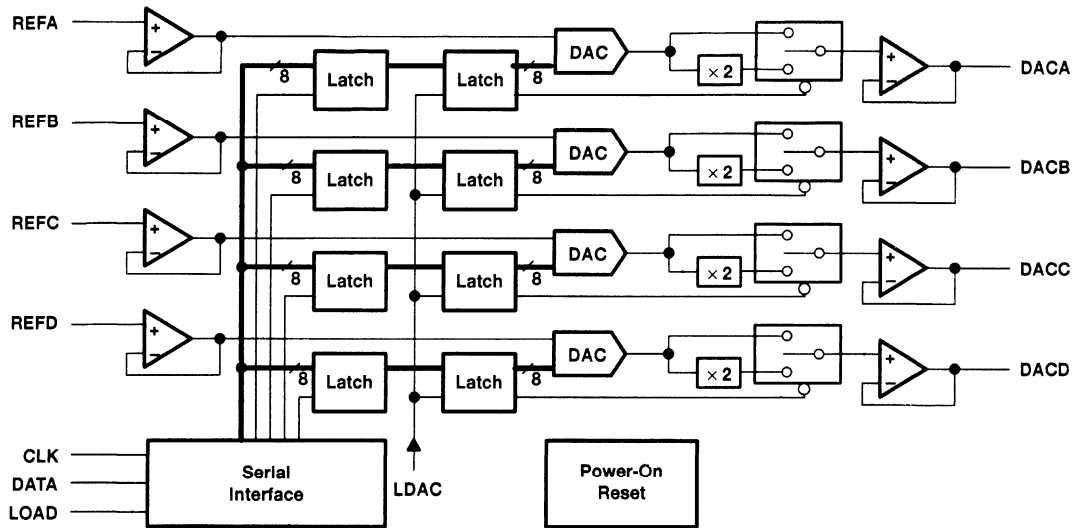 REFA
+
−
DAC
× 2
+
−
DACA
8
Latch
Latch
8
REFB
+
−
DAC
× 2
+
−
DACB
8
Latch
Latch
8
REFC
+
−
DAC
× 2
+
−
DACC
8
Latch
Latch
8
REFD
+
−
DAC
× 2
+
−
DACD
8
Latch
Latch
8
CLK
DATA
LOAD
Serial
Interface
LDAC
Power-On
Reset